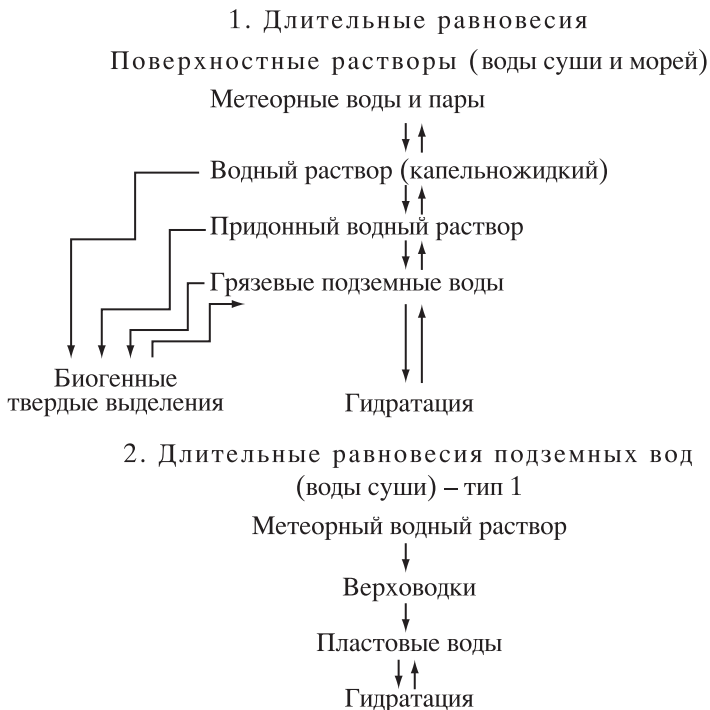 1. Длительные равновесия
Поверхностные растворы (воды суши и морей)
Метеорные воды и пары
Водный раствор (капельножидкий)
Придонный водный раствор
Грязевые подземные воды
Биогенные
твердые выделения
Гидратация
2. Длительные равновесия подземных вод
(воды суши) – тип 1
Метеорный водный раствор
Верховодки
Пластовые воды
Гидратация